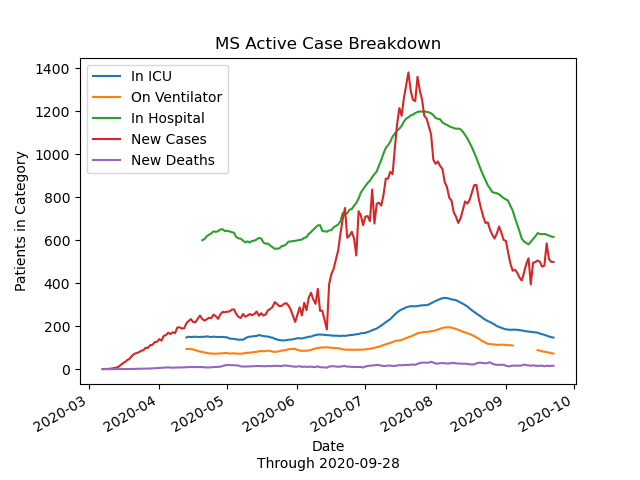 MS Active Case Breakdown
In ICU
On Ventilator
In Hospital
New Cases
New Deaths
Patients in Category
1400
1200
1000
800
600
400
200
0
2020-03
2020-04
2020-05
2020-06
2020-07
2020-08
2020-09
2020-10
Date
Through 2020-09-28